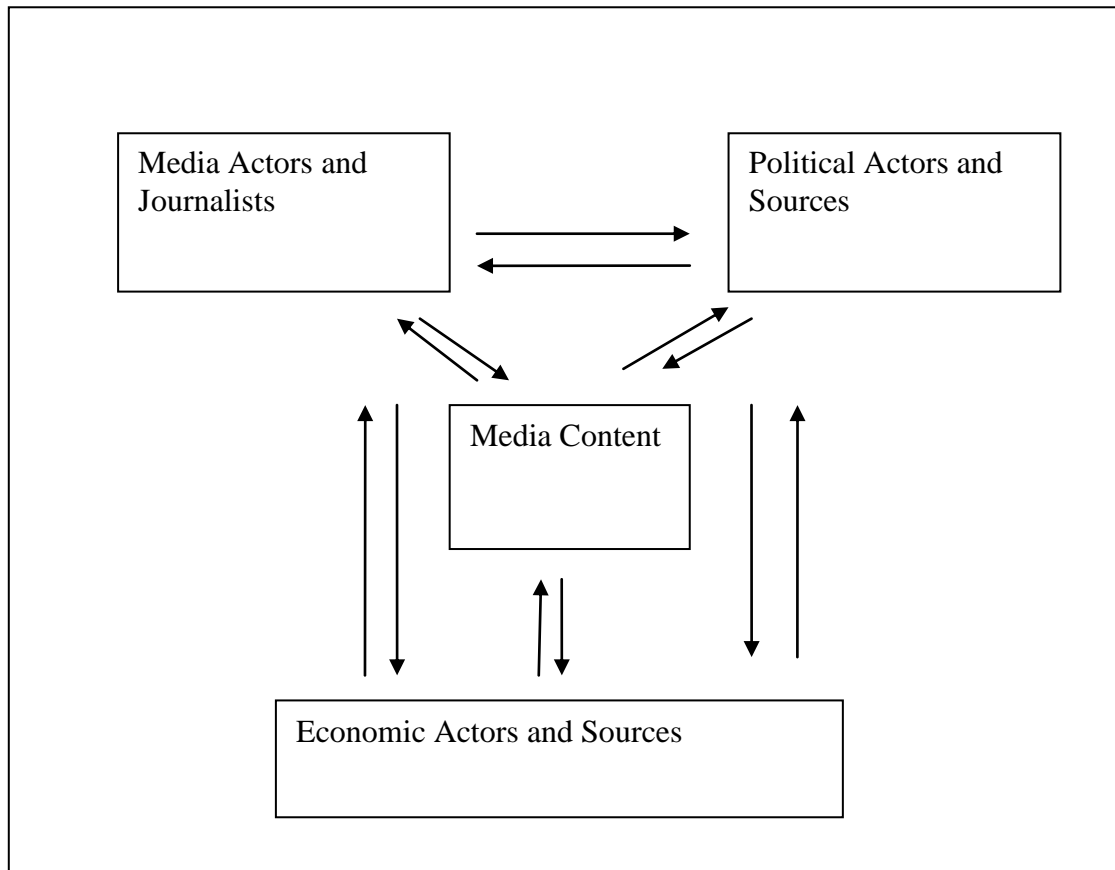 Media Actors and
Journalists
Political Actors and
Sources
Media Content
Economic Actors and Sources